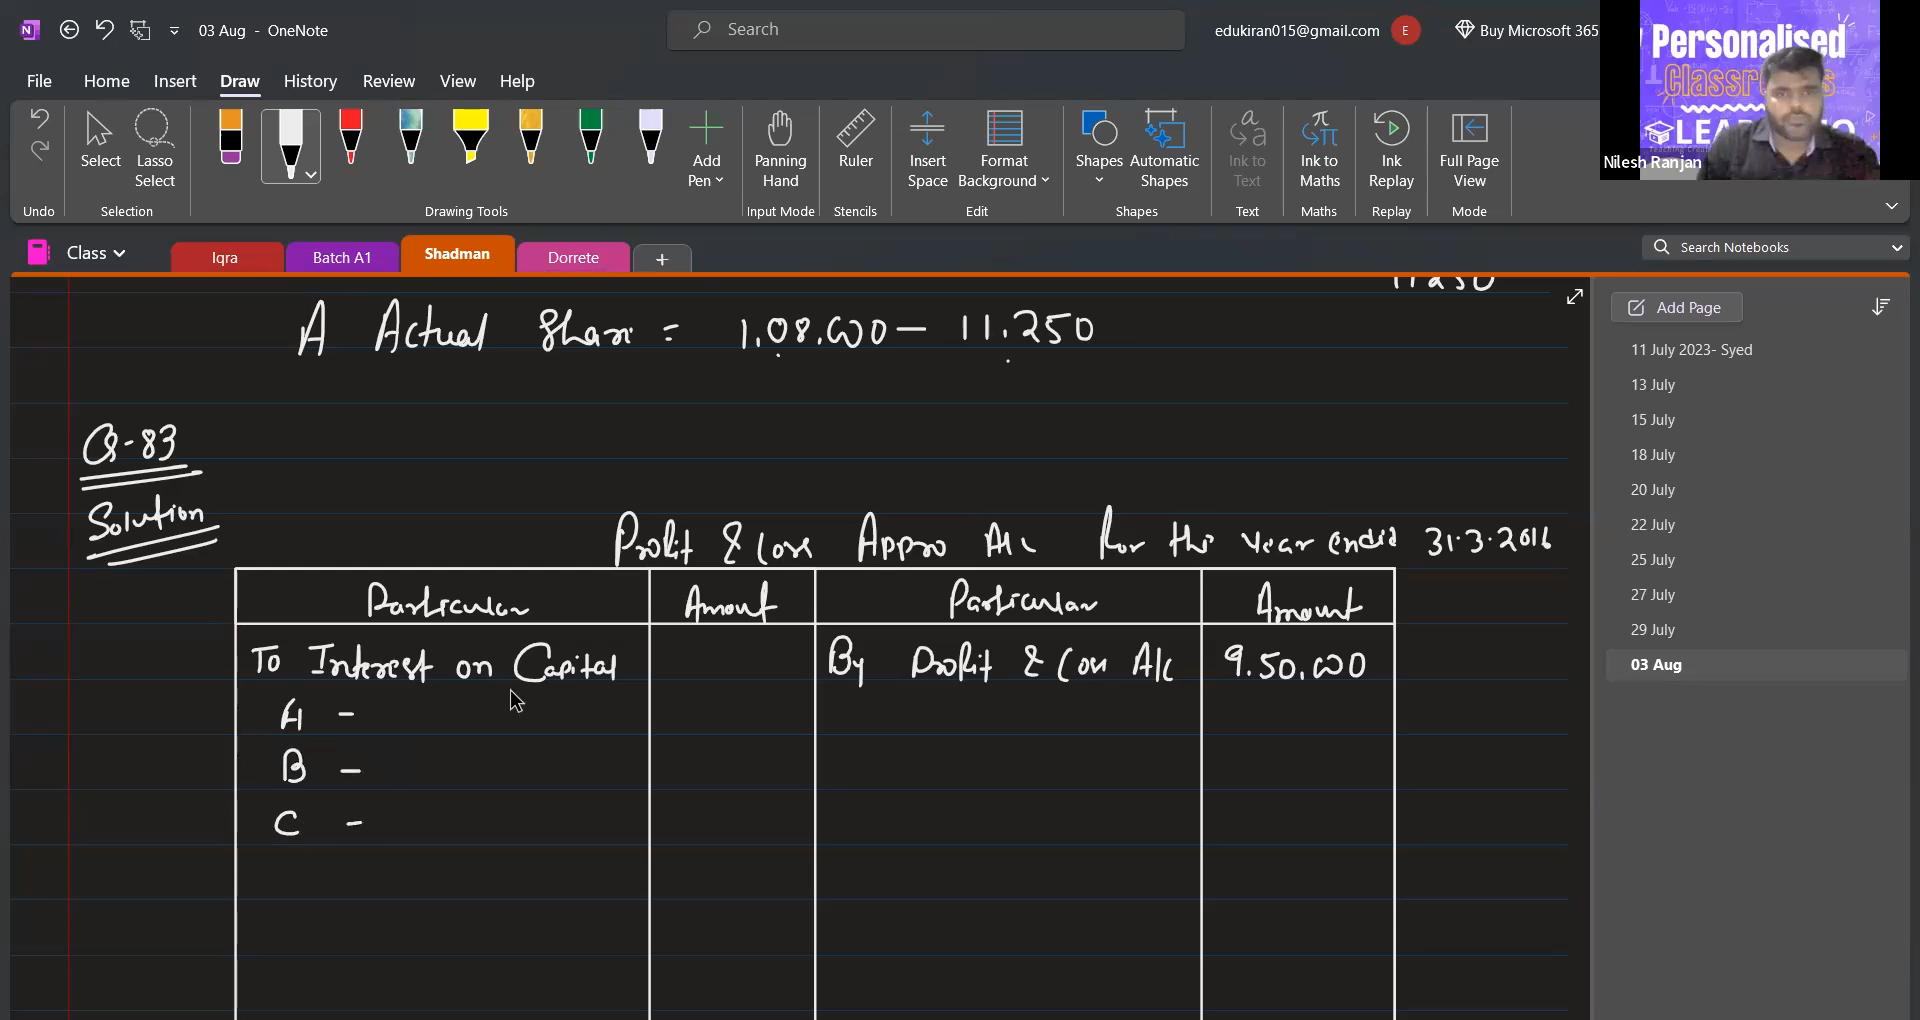 03 Aug - OneNote
Search
edukiran015@gmail.com
E
Buy Microsoft 365
Personalised
Classrooms
Nilesh Ranjan
File Home Insert Draw History Review View Help
Select
Lasso Select
Add Pen
Panning Hand
Ruler
Insert Space
Format Background
Shapes
Automatic Shapes
Ink to Text
Ink to Maths
Ink Replay
Full Page View
Undo Selection Drawing Tools Input Mode Stencils Edit Shapes Text Maths Replay Mode
Class
Iqra Batch A1 Shadman Dorrete +
Search Notebooks
Add Page
11 July 2023- Syed
13 July
15 July
18 July
20 July
22 July
25 July
27 July
29 July
03 Aug
11250
A Actual Share = 1,08,000 - 11,250
Q-83
Solution
Profit & Loss Appro A/c for the year ended 31.3.2016
Particular Amount Particular Amount
To Interest on Capital By Profit & Loss A/c 9,50,000
A -
B -
C -